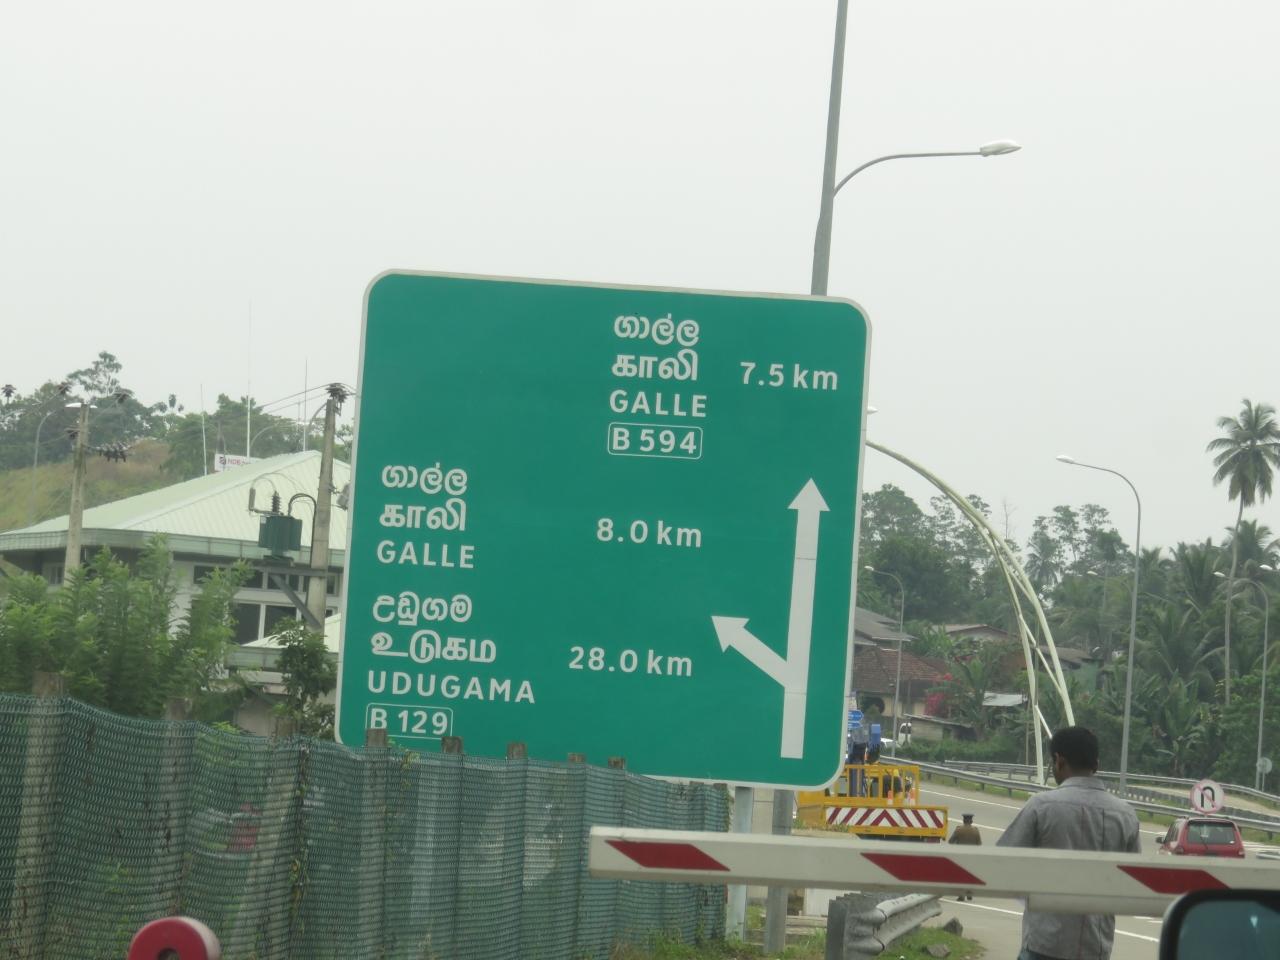 ගාල්ල
காலி
7.5 km
GALLE
B 594
ගාල්ල
காலி
8.0 km
GALLE
උඩුගම
உடுகம
28.0 km
UDUGAMA
B 129